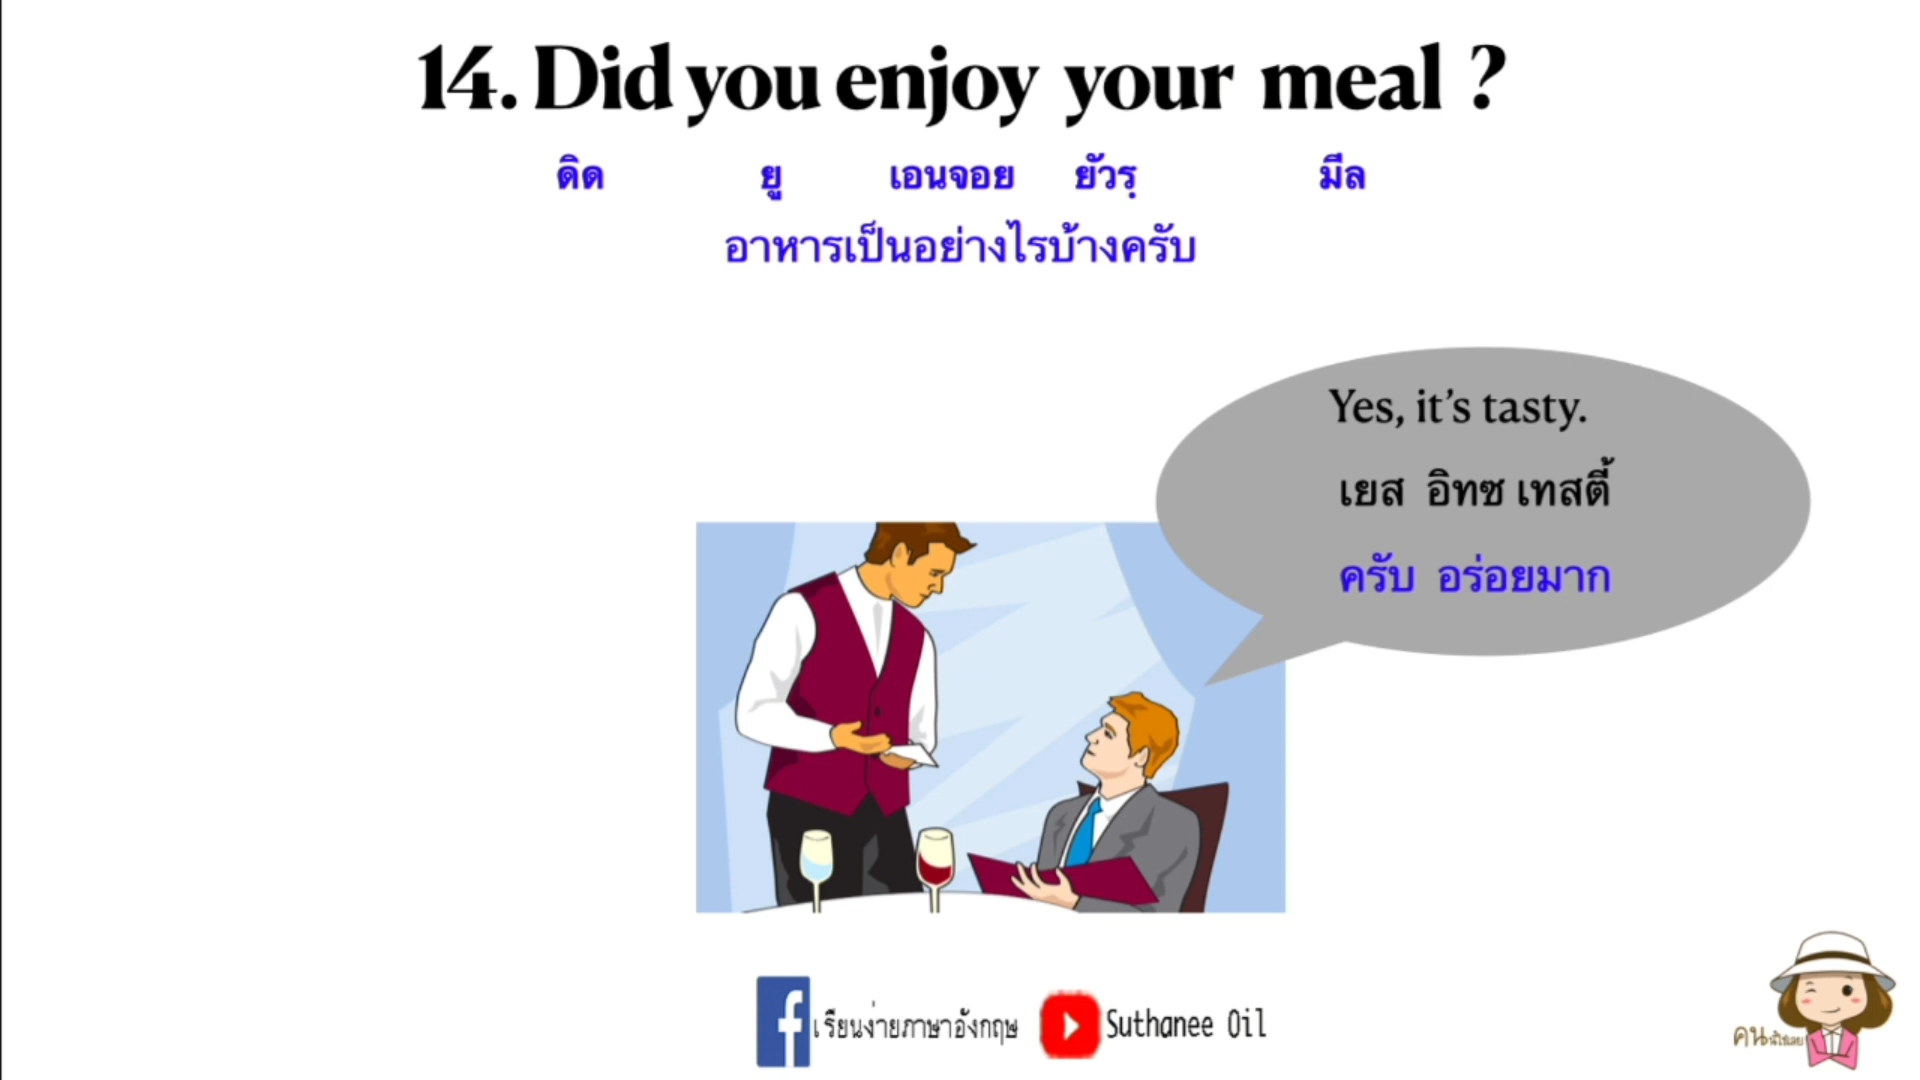 14. Did you enjoy your meal ?
ดิด ยู เอนจอย ยัวรฺ มีล
อาหารเป็นอย่างไรบ้างครับ
Yes, it's tasty.
เยส อิทซ เทสตี้
ครับ อร่อยมาก
เรียนง่ายภาษาอังกฤษ Suthanee Oil